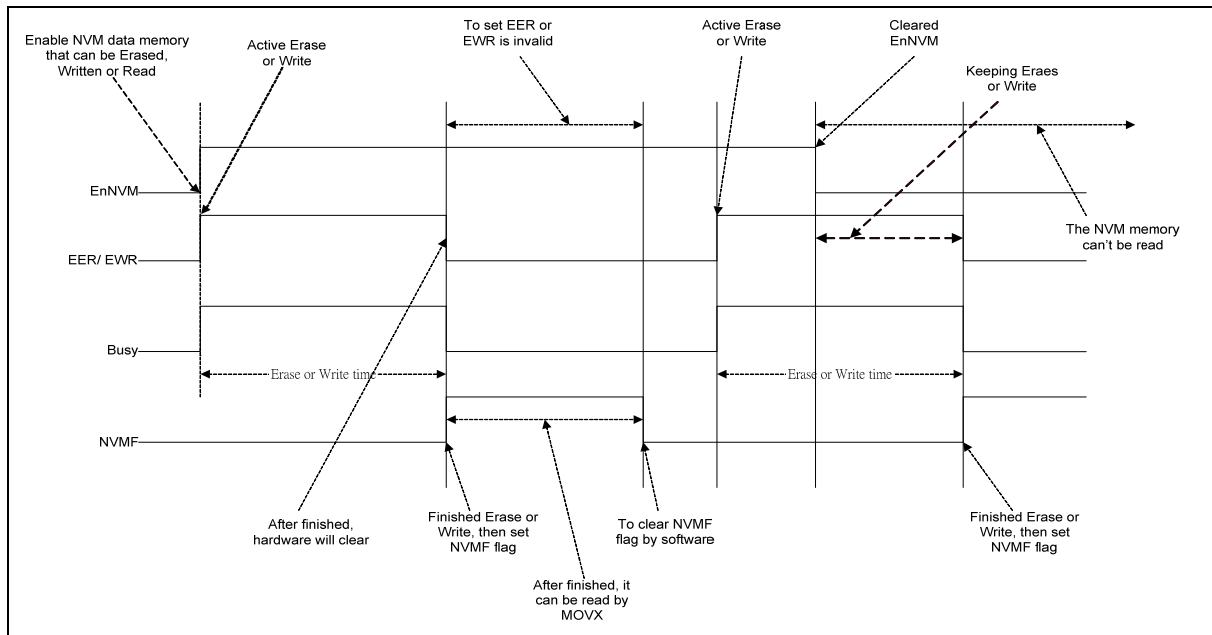 Enable NVM data memory
that can be Erased,
Written or Read
Active Erase
or Write
To set EER or
EWR is invalid
Active Erase
or Write
Cleared
EnNVM
Keeping Eraes
or Write
EnNVM
The NVM memory
can't be read
EER/ EWR
Busy
Erase or Write time
Erase or Write time
NVMF
After finished,
hardware will clear
Finished Erase or
Write, then set
NVMF flag
To clear NVMF
flag by software
Finished Erase or
Write, then set
NVMF flag
After finished, it
can be read by
MOVX